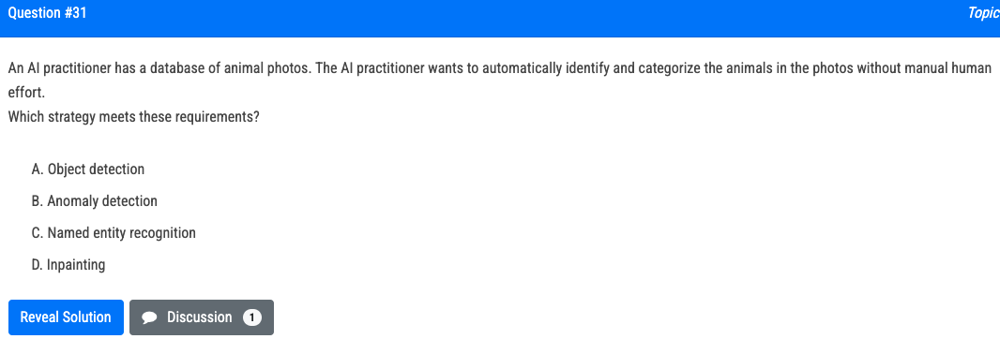 Question #31
Topic
An AI practitioner has a database of animal photos. The AI practitioner wants to automatically identify and categorize the animals in the photos without manual human
effort.
Which strategy meets these requirements?
A. Object detection
B. Anomaly detection
C. Named entity recognition
D. Inpainting
Reveal Solution
Discussion 1